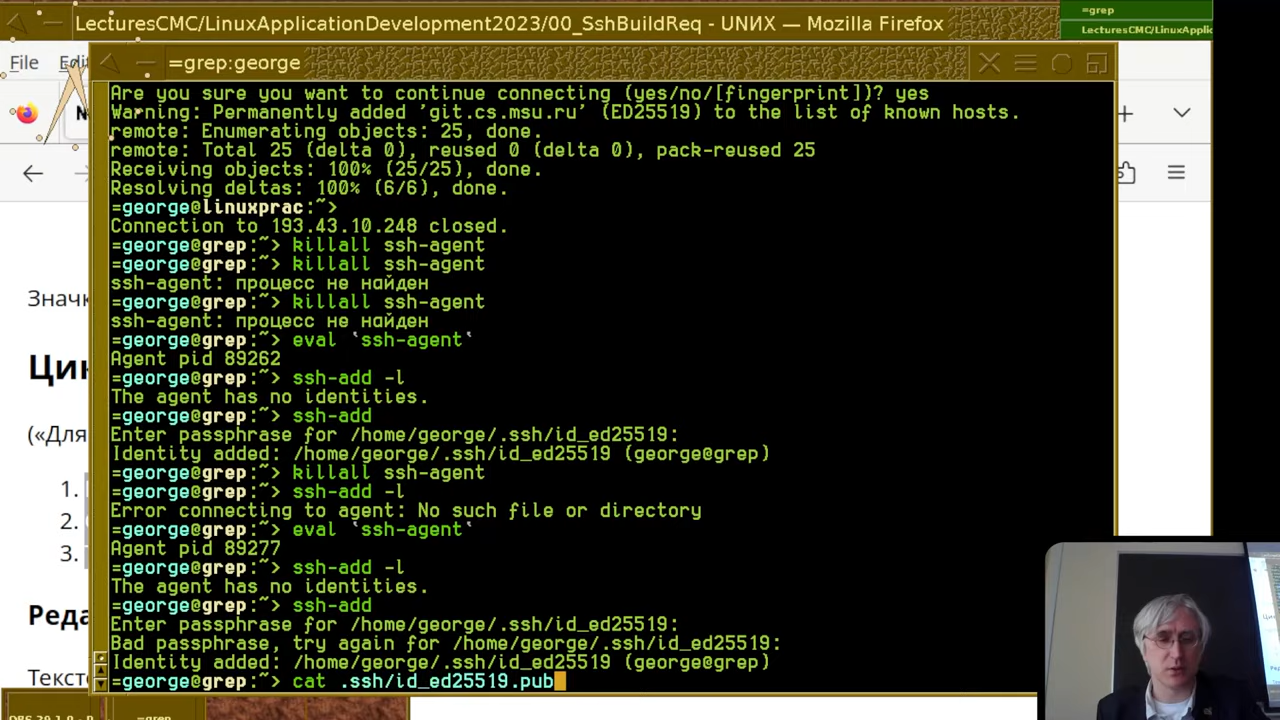 LecturesCMC/LinuxApplicationDevelopment2023/00_SshBuildReq - UNИX — Mozilla Firefox
=grep
LecturesCMC/LinuxApplic
File Edi
=grep:george
Are you sure you want to continue connecting (yes/no/[fingerprint])? yes
Warning: Permanently added 'git.cs.msu.ru' (ED25519) to the list of known hosts.
remote: Enumerating objects: 25, done.
remote: Total 25 (delta 0), reused 0 (delta 0), pack-reused 25
Receiving objects: 100% (25/25), done.
Resolving deltas: 100% (6/6), done.
=george@linuxprac:~>
Connection to 193.43.10.248 closed.
=george@grep:~> killall ssh-agent
=george@grep:~> killall ssh-agent
ssh-agent: процесс не найден
=george@grep:~> killall ssh-agent
ssh-agent: процесс не найден
=george@grep:~> eval `ssh-agent`
Agent pid 89262
=george@grep:~> ssh-add -l
The agent has no identities.
=george@grep:~> ssh-add
Enter passphrase for /home/george/.ssh/id_ed25519:
Identity added: /home/george/.ssh/id_ed25519 (george@grep)
=george@grep:~> killall ssh-agent
=george@grep:~> ssh-add -l
Error connecting to agent: No such file or directory
=george@grep:~> eval `ssh-agent`
Agent pid 89277
=george@grep:~> ssh-add -l
The agent has no identities.
=george@grep:~> ssh-add
Enter passphrase for /home/george/.ssh/id_ed25519:
Bad passphrase, try again for /home/george/.ssh/id_ed25519:
Identity added: /home/george/.ssh/id_ed25519 (george@grep)
=george@grep:~> cat .ssh/id_ed25519.pub
Значк
Цик
(«Для
1.
2.
3.
Реда
Тексто
=grep